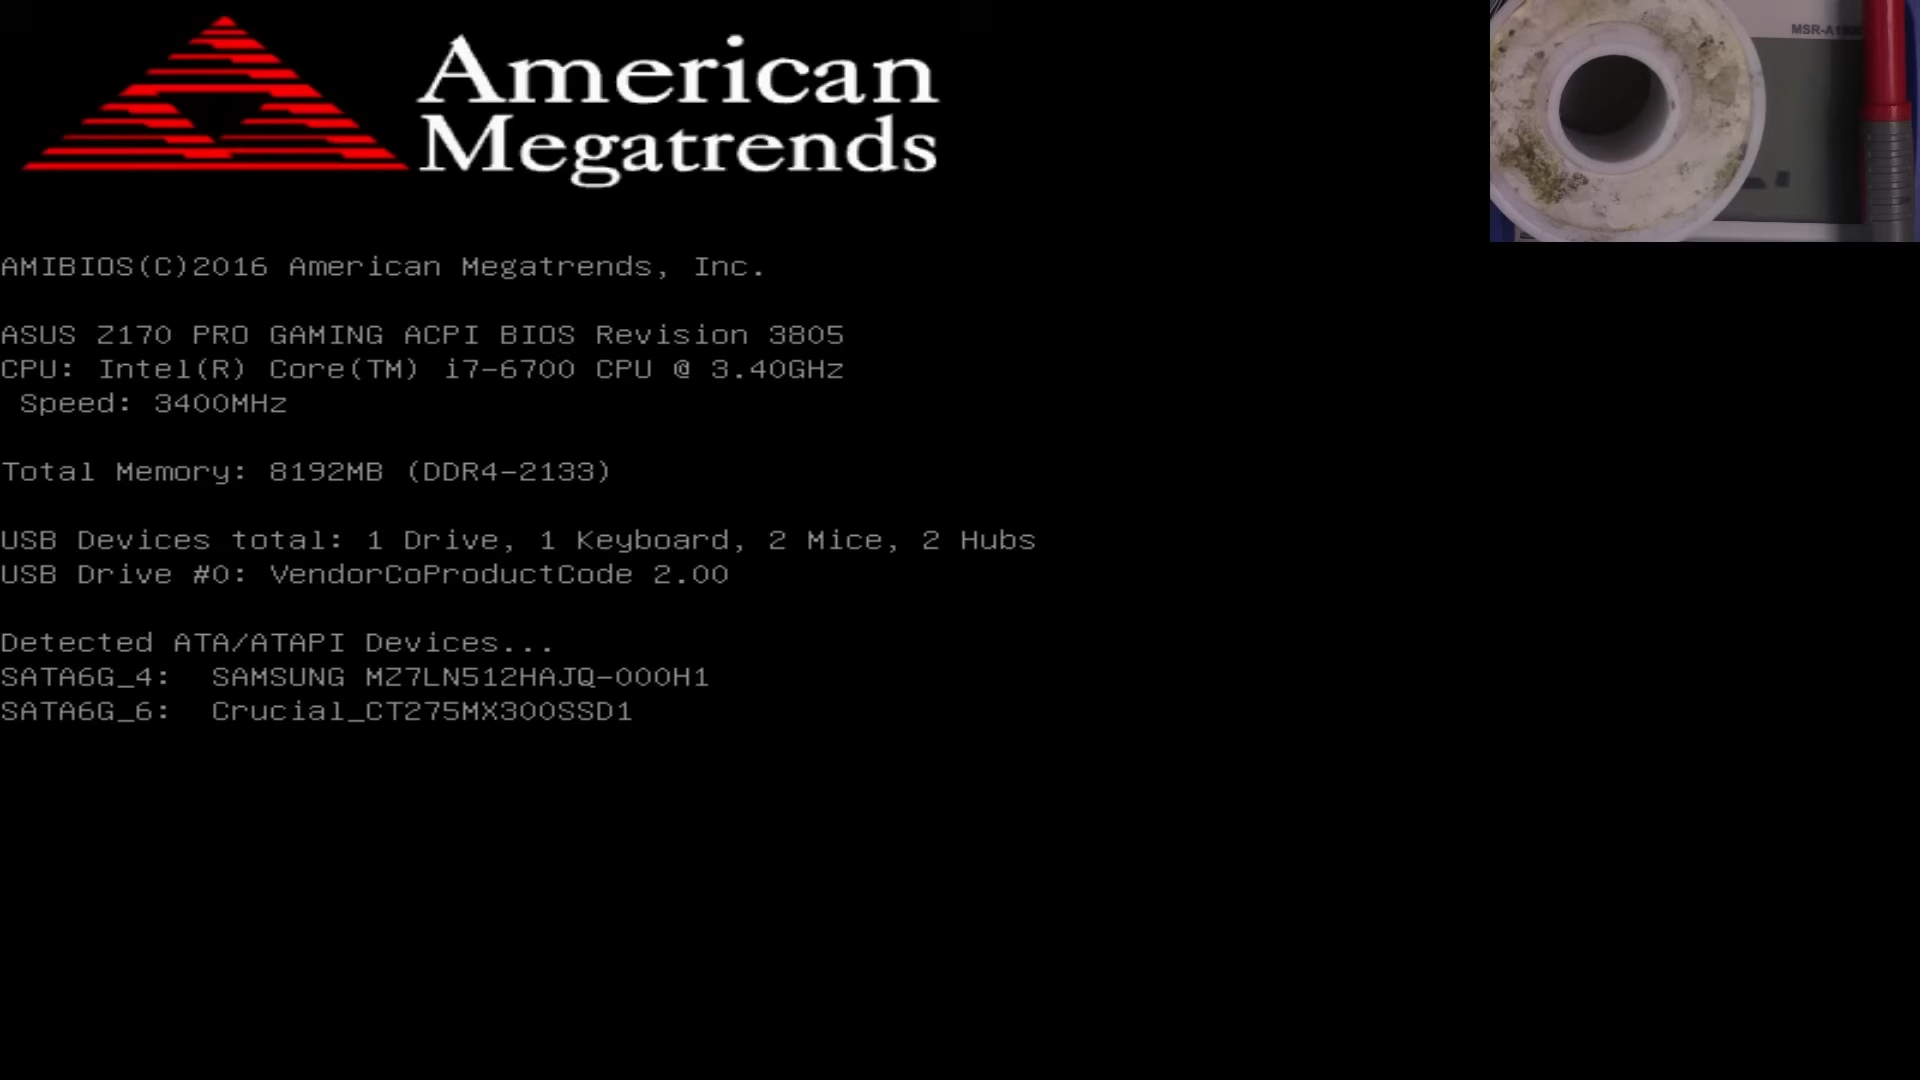 American
Megatrends
MSR-A1000
AMIBIOS(C)2016 American Megatrends, Inc.
ASUS Z170 PRO GAMING ACPI BIOS Revision 3805
CPU: Intel(R) Core(TM) i7-6700 CPU @ 3.40GHz
Speed: 3400MHz
Total Memory: 8192MB (DDR4-2133)
USB Devices total: 1 Drive, 1 Keyboard, 2 Mice, 2 Hubs
USB Drive #0: VendorCoProductCode 2.00
Detected ATA/ATAPI Devices...
SATA6G_4: SAMSUNG MZ7LN512HAJQ-000H1
SATA6G_6: Crucial_CT275MX300SSD1